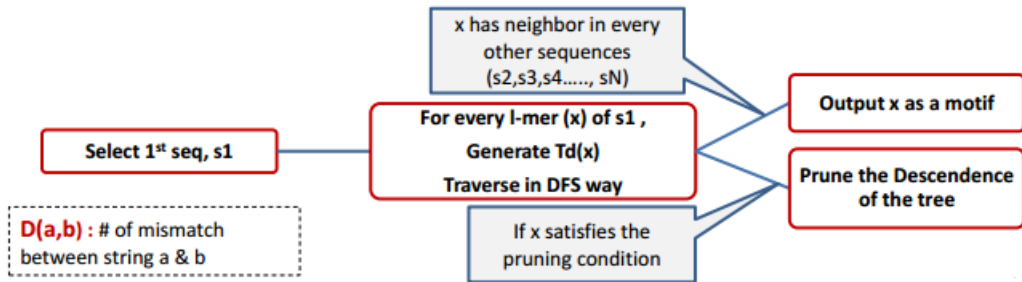 x has neighbor in every
other sequences
(s2,s3,s4....., sN)
Output x as a motif
For every l-mer (x) of s1 ,
Generate Td(x)
Traverse in DFS way
Select 1st seq, s1
Prune the Descendence
of the tree
D(a,b) : # of mismatch
between string a & b
If x satisfies the
pruning condition